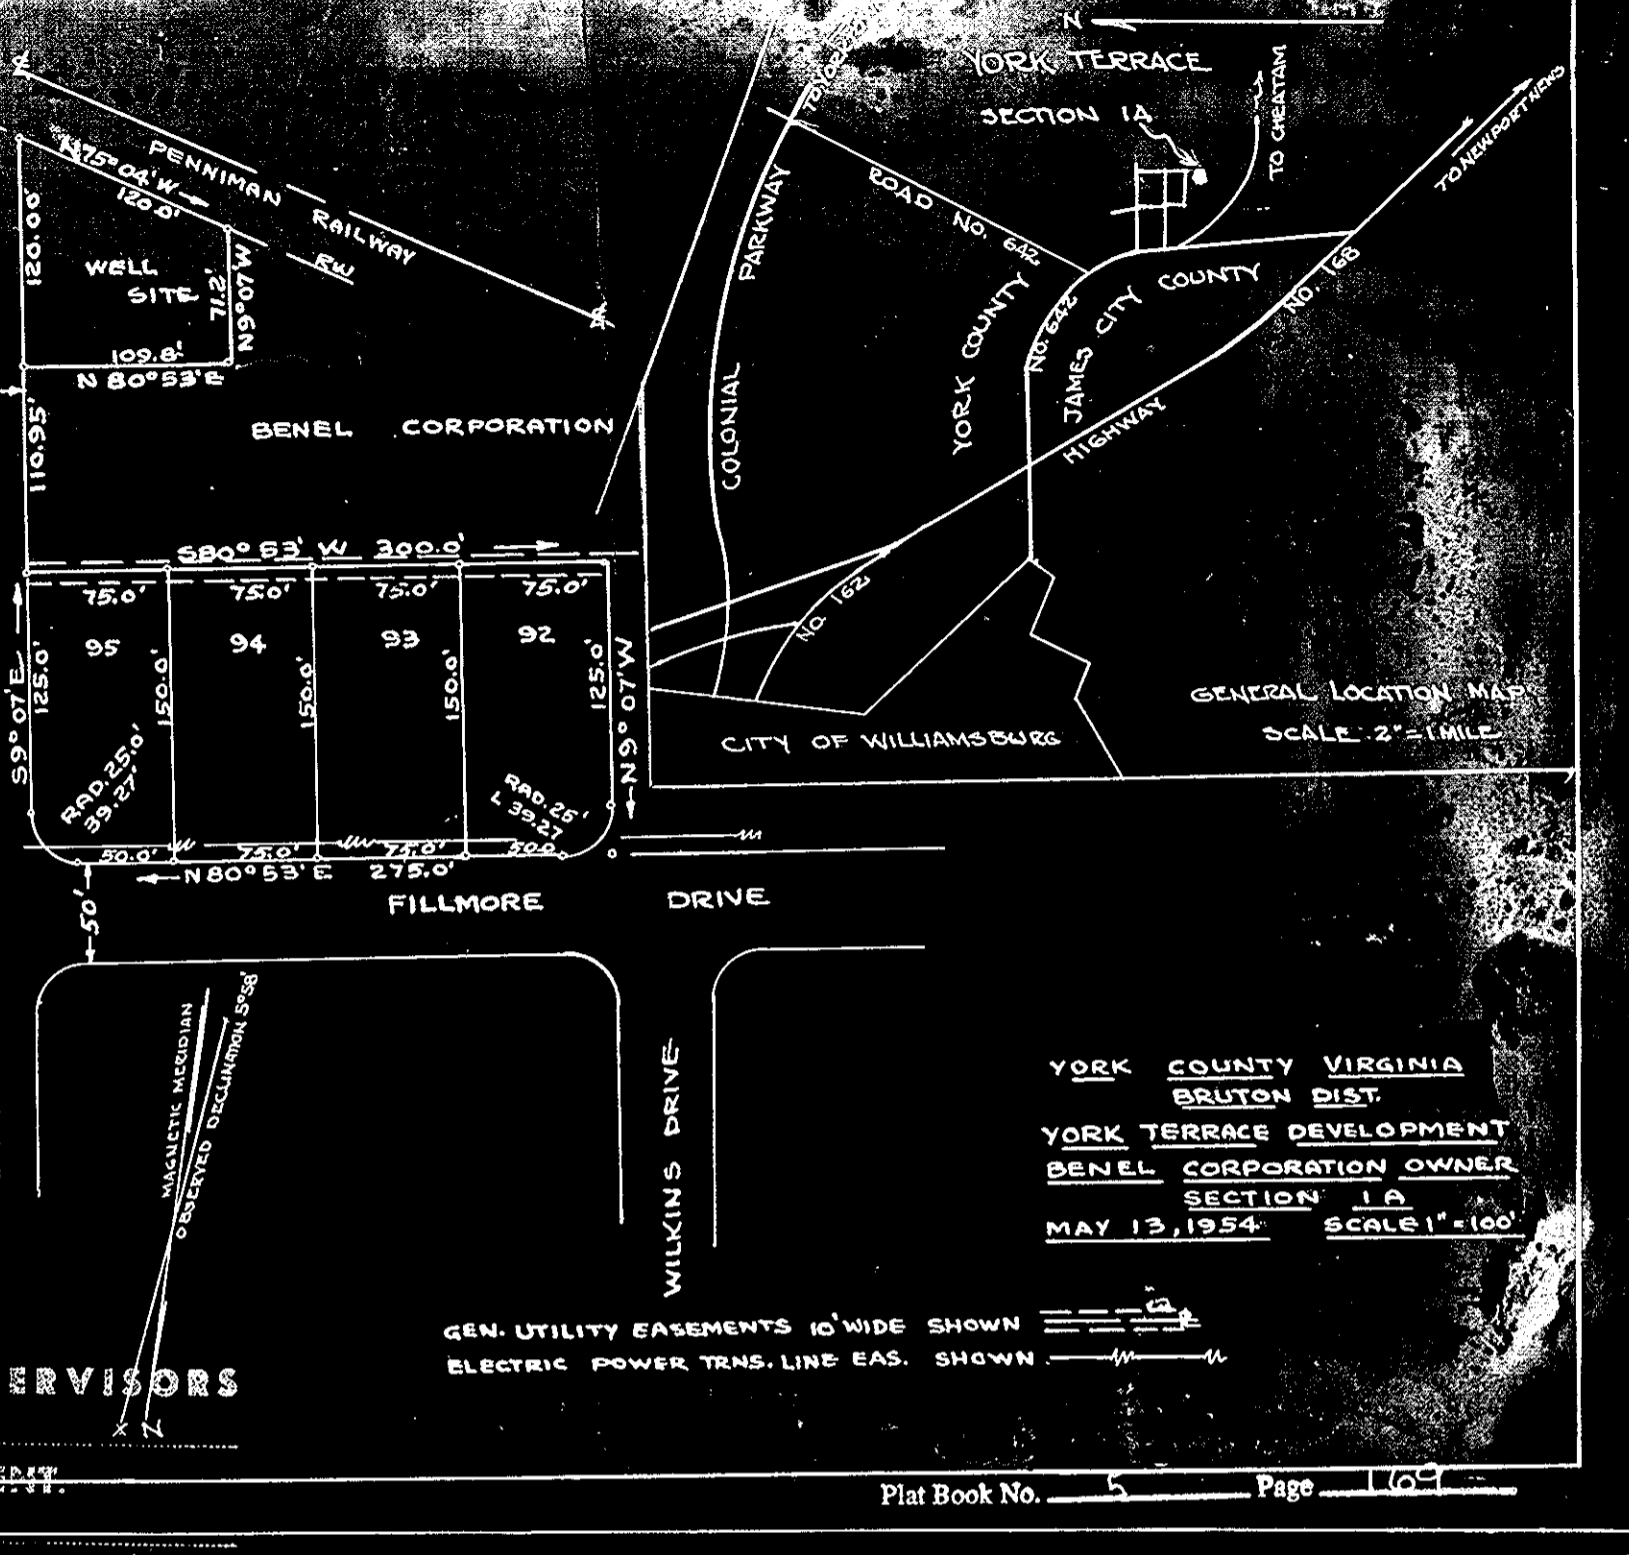 N
YORK TERRACE
SECTION 1A
TO CHEATAM
TO NEWPORT NEWS
ROAD NO. 642
PARKWAY
COLONIAL
YORK COUNTY
NO. 642
JAMES CITY COUNTY
NO. 168
HIGHWAY
NO. 162
CITY OF WILLIAMSBURG
GENERAL LOCATION MAP
SCALE 2"=1 MILE
PENNIMAN RAILWAY
RW
N75°04'W
120.0'
120.00'
WELL
SITE
71.2'
N9°07'W
109.8'
N 80°53'E
110.95'
BENEL CORPORATION
S80°53' W 300.0'
75.0' 75.0' 75.0' 75.0'
95 94 93 92
S9°07'E
125.0'
150.0'
150.0'
150.0'
125.0'
N9°07'W
RAD. 25.0'
39.27'
RAD. 25'
L 39.27
50.0' 75.0' 75.0' 50.0
N80°53'E 275.0'
FILLMORE DRIVE
50'
WILKINS DRIVE
MAGNETIC MERIDIAN
OBSERVED DECLINATION 5°58'
X N
YORK COUNTY VIRGINIA
BRUTON DIST.
YORK TERRACE DEVELOPMENT
BENEL CORPORATION OWNER
SECTION 1A
MAY 13, 1954 SCALE 1"=100'
GEN. UTILITY EASEMENTS 10' WIDE SHOWN
ELECTRIC POWER TRNS. LINE EAS. SHOWN
ERVISORS
Plat Book No. 5 Page 169